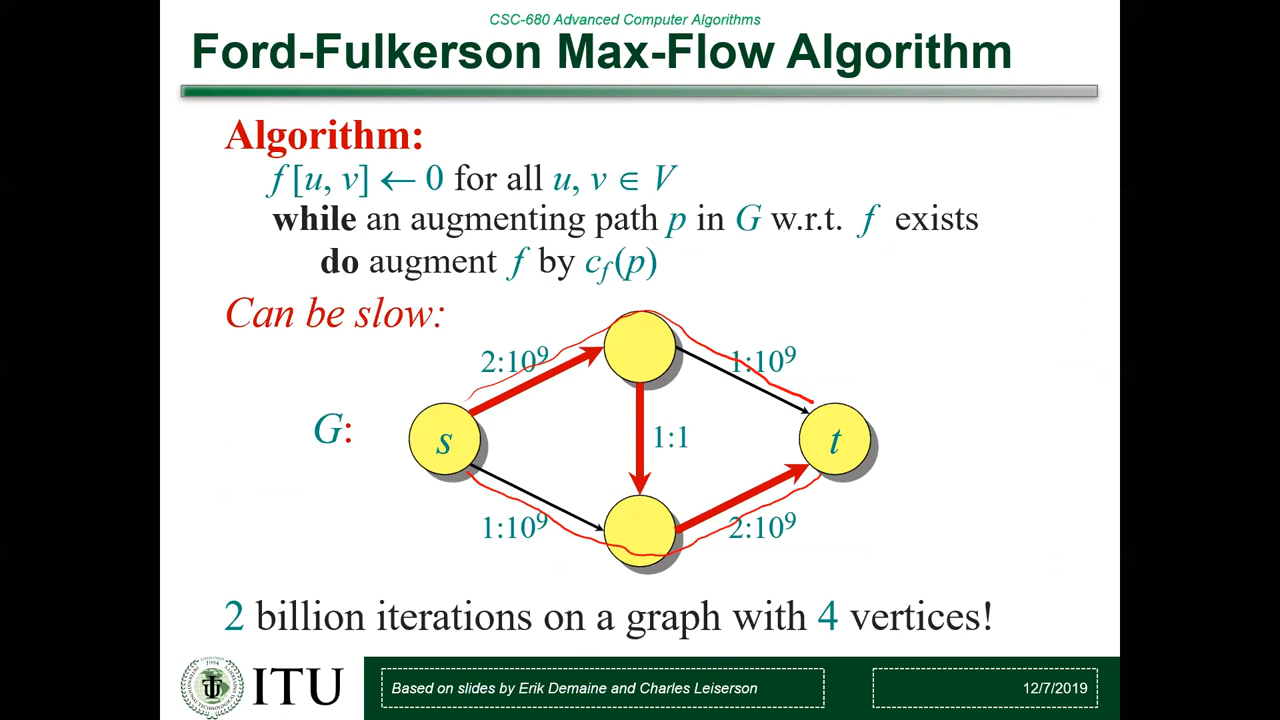 CSC-680 Advanced Computer Algorithms
Ford-Fulkerson Max-Flow Algorithm
Algorithm:
f [u, v] ← 0 for all u, v ∈ V
while an augmenting path p in G w.r.t. f exists
do augment f by c_f (p)
Can be slow:
2:10⁹
1:10⁹
G:
s
1:1
t
1:10⁹
2:10⁹
2 billion iterations on a graph with 4 vertices!
ITU
Based on slides by Erik Demaine and Charles Leiserson
12/7/2019